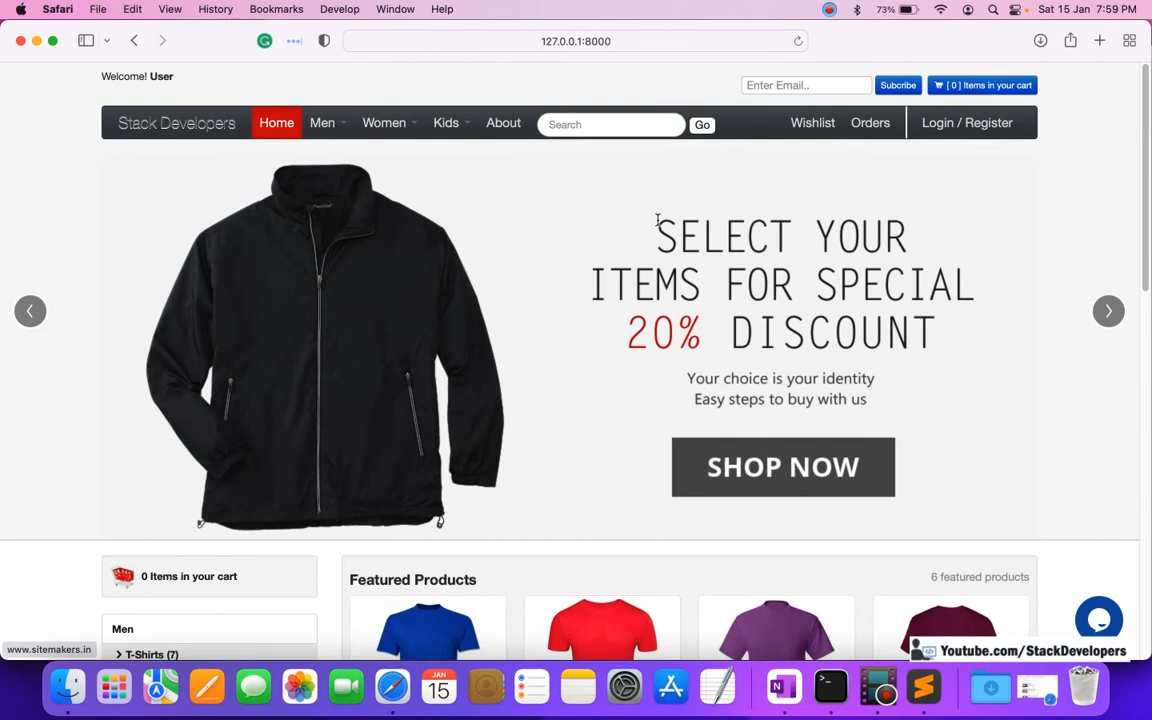 Safari File Edit View History Bookmarks Develop Window Help 73% Sat 15 Jan 7:59 PM
127.0.0.1:8000
Welcome! User
Enter Email.. Subcribe [ 0 ] Items in your cart
Stack Developers Home Men Women Kids About Search Go Wishlist Orders Login / Register
SELECT YOUR
ITEMS FOR SPECIAL
20% DISCOUNT
Your choice is your identity
Easy steps to buy with us
SHOP NOW
0 Items in your cart
Featured Products 6 featured products
Men
T-Shirts (7)
www.sitemakers.in
Youtube.com/StackDevelopers
JAN
15